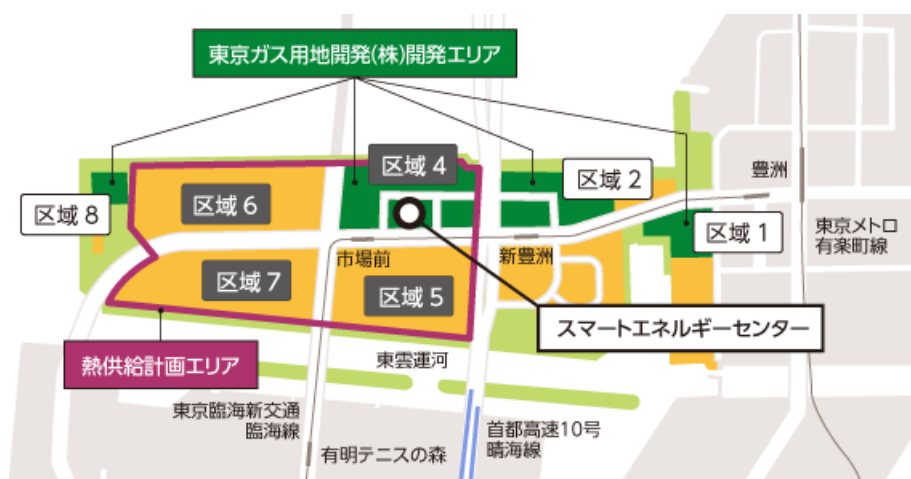 東京ガス用地開発(株)開発エリア
区域 4
区域 2
豊洲
区域 8
区域 6
区域 1
東京メトロ
有楽町線
市場前
新豊洲
区域 7
区域 5
スマートエネルギーセンター
熱供給計画エリア
東雲運河
東京臨海新交通
臨海線
有明テニスの森
首都高速10号
晴海線